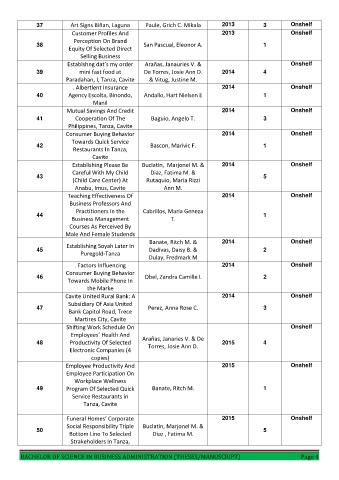 37 Art Signs Biñan, Laguna Paule, Grich C. Mikala 2013 3 Onshelf
38 Customer Profiles And 2013 Onshelf
Perception On Brand
Equity Of Selected Direct San Pascual, Eleonor A. 1
Selling Business
39 Establishng dat's my order Arañas, Janauries V. & Onshelf
mini fast food at De Torres, Josie Ann D. 2014 4
Paradahan, I, Tanza, Cavite & Vitug, Justine M.
40 . Albertlent Insurance 2014 Onshelf
Agency Escolta, Binondo, Andallo, Hart Nielsen E 1
Manil
41 Mutual Savings And Credit 2014 Onshelf
Cooperation Of The Baguio, Angelo T. 3
Philippines, Tanza, Cavite
42 Consumer Buying Behavior 2014 Onshelf
Towards Quick Service Bascon, Marivic F. 1
Restaurants In Tanza,
Cavite
43 Establishing Please Be Buclatin, Marjonel M. & 2014 Onshelf
Careful With My Child Diaz, Fatima M. & 5
(Child Care Center) At Rutaquio, Maria Rizzi
Anabu, Imus, Cavite Ann M.
44 Teaching Effectiveness Of 2014 Onshelf
Business Professors And
Practitioners In the Cabrillos, Maria Geneza
Business Management T. 1
Courses As Perceived By
Male And Female Students
45 Establishing Soyah Later In Banate, Ritch M. & 2014 Onshelf
Puregold-Tanza Dadivas, Daisy B. & 2
Dulay, Fredmark M
46 . Factors Influencing 2014 Onshelf
Consumer Buying Behavior Obel, Zandra Camille I. 2
Towards Mobile Phone In
the Marke
47 Cavite United Rural Bank: A 2014 Onshelf
Subsidiary Of Asia United Perez, Anna Rose C. 3
Bank Capitol Road, Trece
Martires City, Cavite
48 Shifting Work Schedule On Onshelf
Employees' Health And Arañas, Janaries V. & De
Productivity Of Selected Torres, Josie Ann D. 2015 4
Electronic Companies (4
copies)
49 Employee Productivity And 2015 Onshelf
Employee Participation On
Workplace Wellness
Program Of Selected Quick Banate, Ritch M. 1
Service Restaurants in
Tanza, Cavite
50 Funeral Homes' Corporate 2015 Onshelf
Social Responsibility Triple Buclatin, Marjonel M. & 5
Bottom Line To Selected Diaz , Fatima M.
Strakeholders In Tanza,
BACHELOR OF SCIENCE IN BUSINESS ADMINISTRATION (THESES/MANUSCRIPT) Page 4